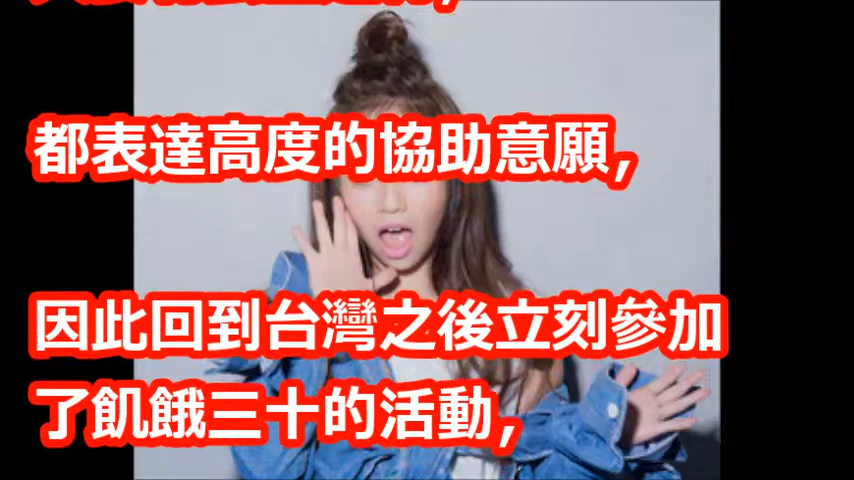 都表達高度的協助意願，
因此回到台灣之後立刻參加
了飢餓三十的活動，